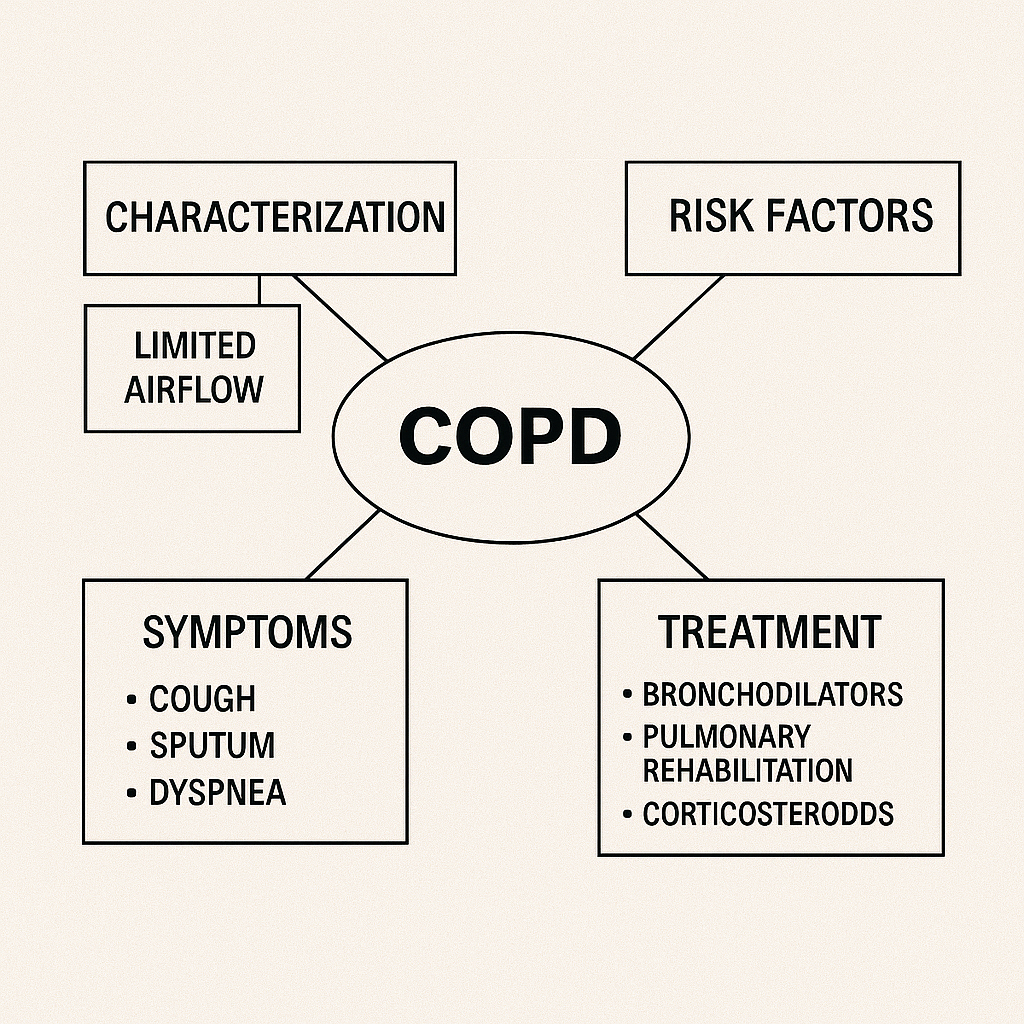 CHARACTERIZATION
RISK FACTORS
LIMITED
AIRFLOW
COPD
SYMPTOMS
• COUGH
• SPUTUM
• DYSPNEA
TREATMENT
• BRONCHODILATORS
• PULMONARY
REHABILITATION
• CORTICOSTERODDS